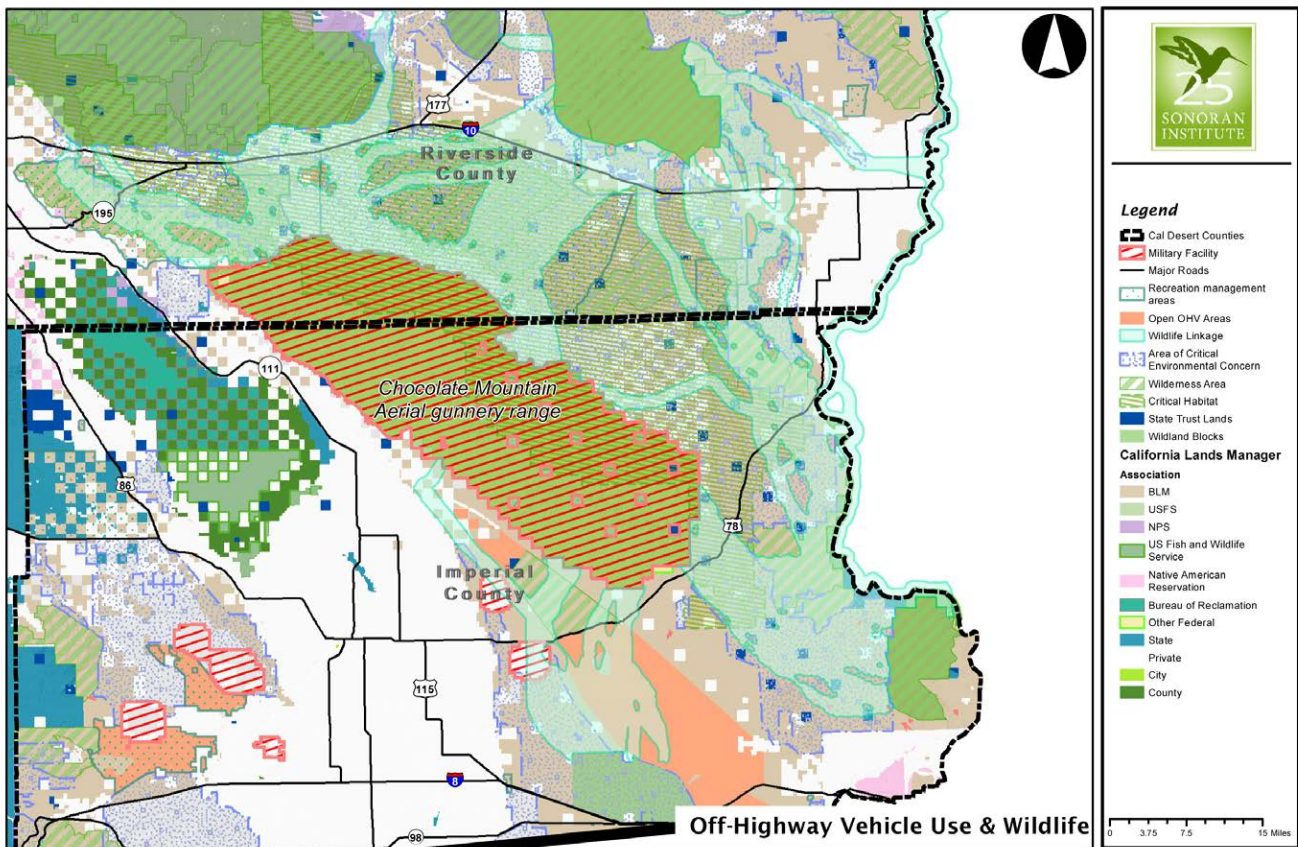 177
10
Riverside
County
195
111
Chocolate Mountain
Aerial gunnery range
86
78
Imperial
County
115
8
98
Off-Highway Vehicle Use & Wildlife
25
SONORAN
INSTITUTE
Legend
Cal Desert Counties
Military Facility
Major Roads
Recreation management
areas
Open OHV Areas
Wildlife Linkage
Area of Critical
Environmental Concern
Wilderness Area
Critical Habitat
State Trust Lands
Wildland Blocks
California Lands Manager
Association
BLM
USFS
NPS
US Fish and Wildlife
Service
Native American
Reservation
Bureau of Reclamation
Other Federal
State
Private
City
County
0 3.75 7.5 15 Miles